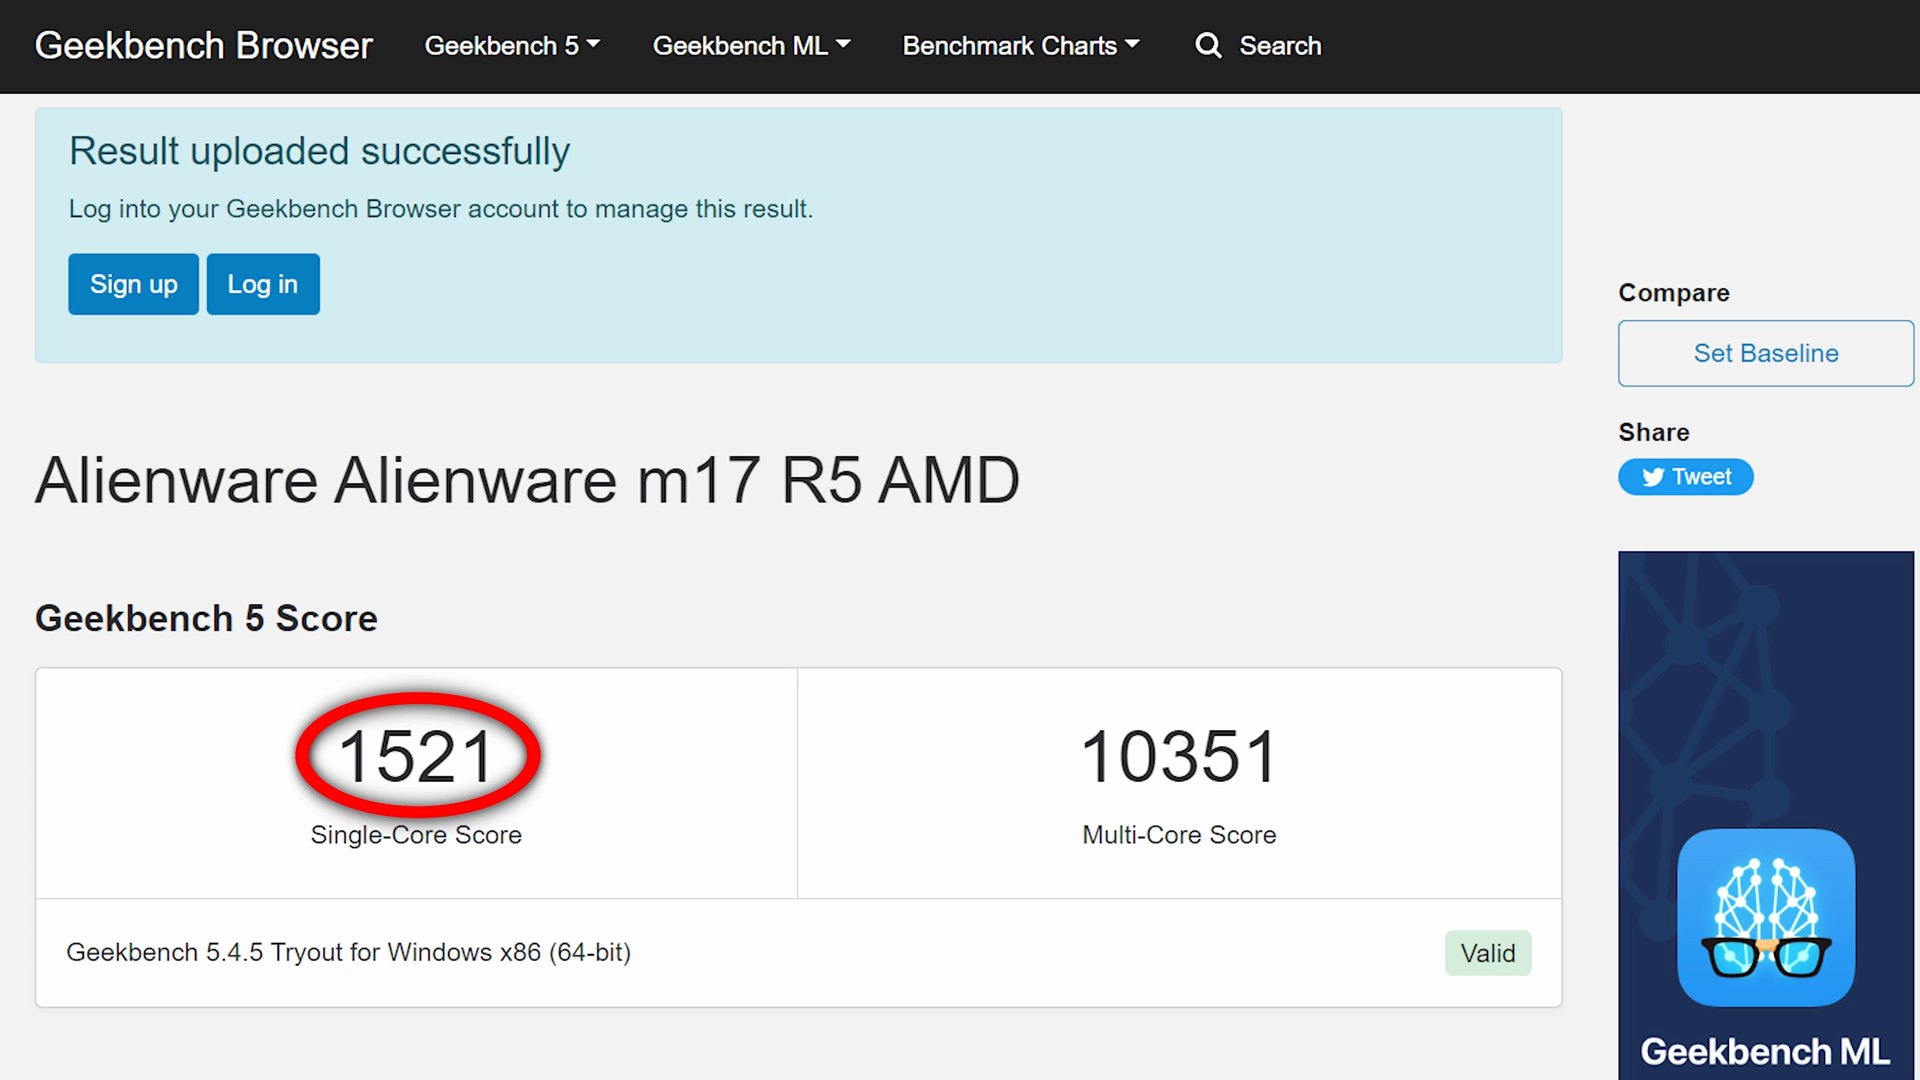 Geekbench Browser Geekbench 5 Geekbench ML Benchmark Charts Search
Result uploaded successfully
Log into your Geekbench Browser account to manage this result.
Sign up Log in
Compare
Set Baseline
Share
Tweet
Alienware Alienware m17 R5 AMD
Geekbench 5 Score
1521 10351
Single-Core Score Multi-Core Score
Geekbench 5.4.5 Tryout for Windows x86 (64-bit) Valid
Geekbench ML